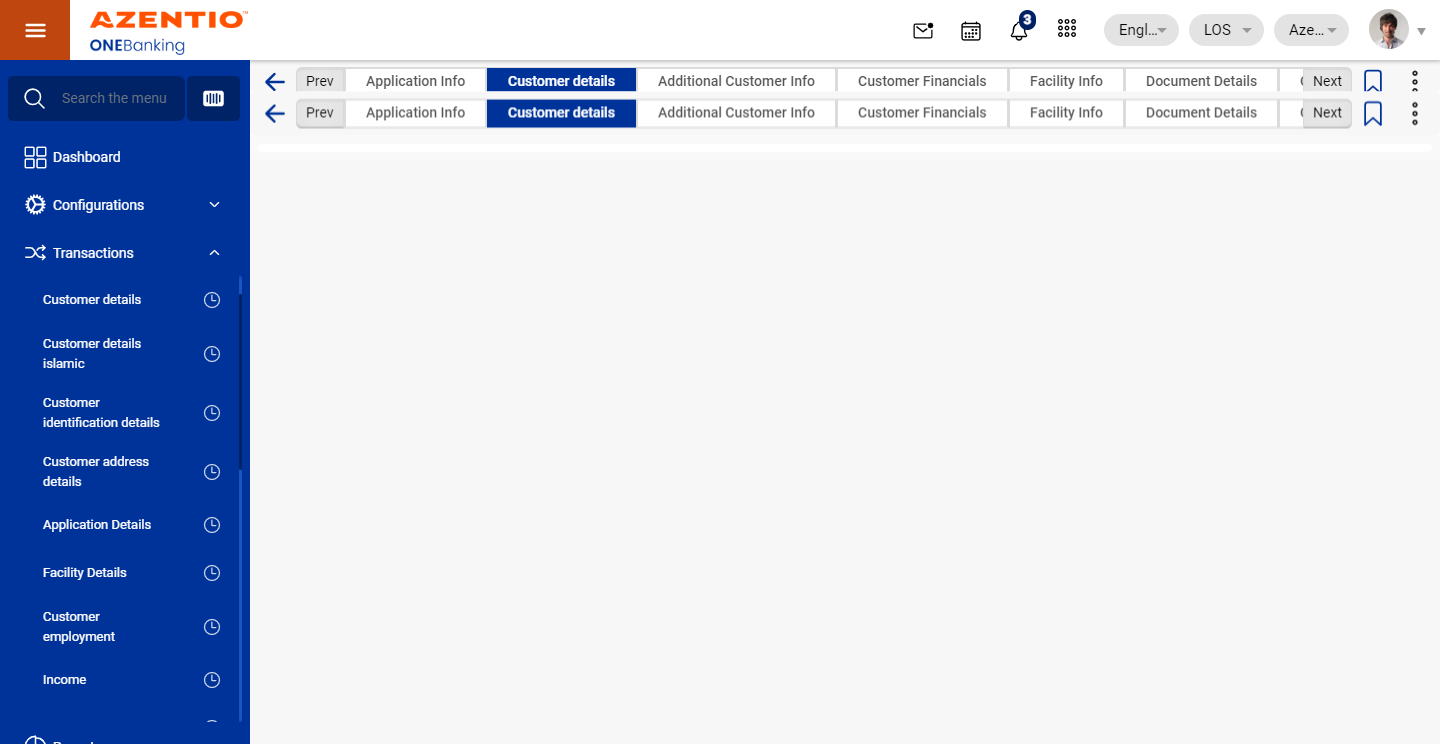 AZENTIO™
ONEBanking
3
Engl...
LOS
Aze...
Search the menu
Prev
Application Info
Customer details
Additional Customer Info
Customer Financials
Facility Info
Document Details
Next
Prev
Application Info
Customer details
Additional Customer Info
Customer Financials
Facility Info
Document Details
Next
Dashboard
Configurations
Transactions
Customer details
Customer details
islamic
Customer
identification details
Customer address
details
Application Details
Facility Details
Customer
employment
Income